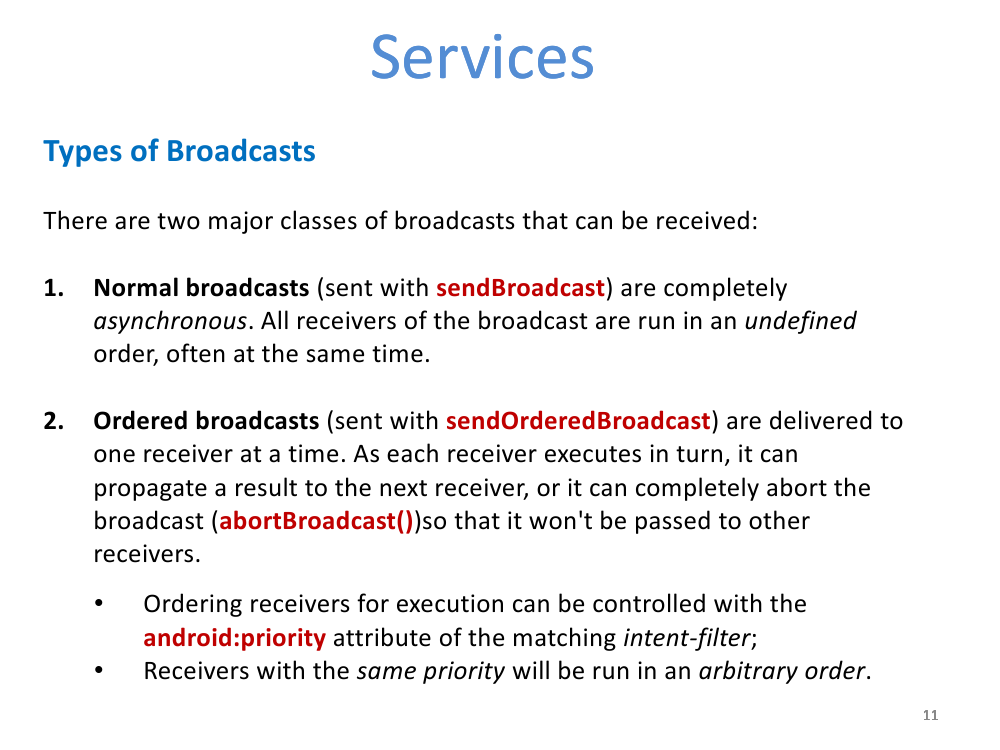 Services
Types of Broadcasts
There are two major classes of broadcasts that can be received:
1. Normal broadcasts (sent with sendBroadcast) are completely
asynchronous. All receivers of the broadcast are run in an undefined
order, often at the same time.
2. Ordered broadcasts (sent with sendOrderedBroadcast) are delivered to
one receiver at a time. As each receiver executes in turn, it can
propagate a result to the next receiver, or it can completely abort the
broadcast (abortBroadcast())so that it won't be passed to other
receivers.
• Ordering receivers for execution can be controlled with the
android:priority attribute of the matching intent-filter;
• Receivers with the same priority will be run in an arbitrary order.
11